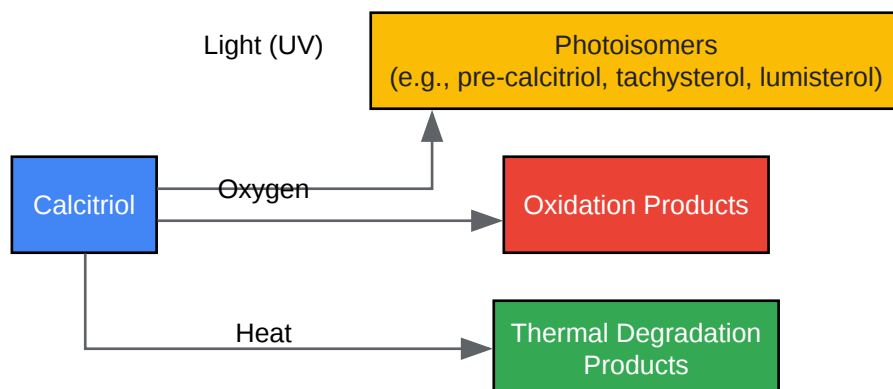 Light (UV)
Photoisomers
(e.g., pre-calcitriol, tachysterol, lumisterol)
Calcitriol
Oxygen
Oxidation Products
Heat
Thermal Degradation
Products